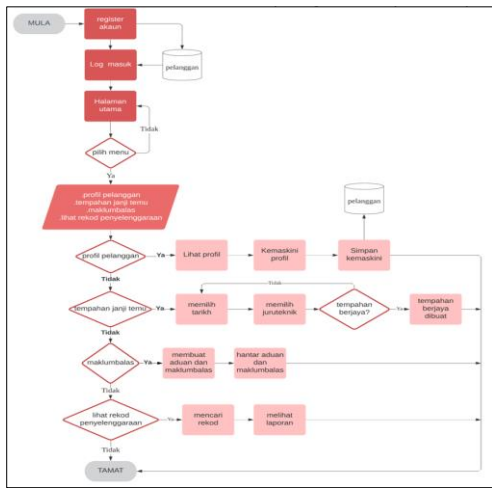 MULA
register
akaun
Log masuk
pelanggan
Halaman
utama
Tidak
pilih menu
Ya
.profil pelanggan
.tempahan janji temu
.maklumbalas
.lihat rekod penyelenggaraan
pelanggan
profil pelanggan
Ya
Lihat profil
Kemaskini
profil
Simpan
kemaskini
Tidak
Tidak
tempahan janji temu
Ya
memilih
tarikh
memilih
juruteknik
tempahan
berjaya?
Ya
tempahan
berjaya
dibuat
Tidak
maklumbalas
Ya
membuat
aduan dan
maklumbalas
hantar aduan
dan
maklumbalas
Tidak
lihat rekod
penyelenggaraan
Ya
mencari
rekod
melihat
laporan
Tidak
TAMAT